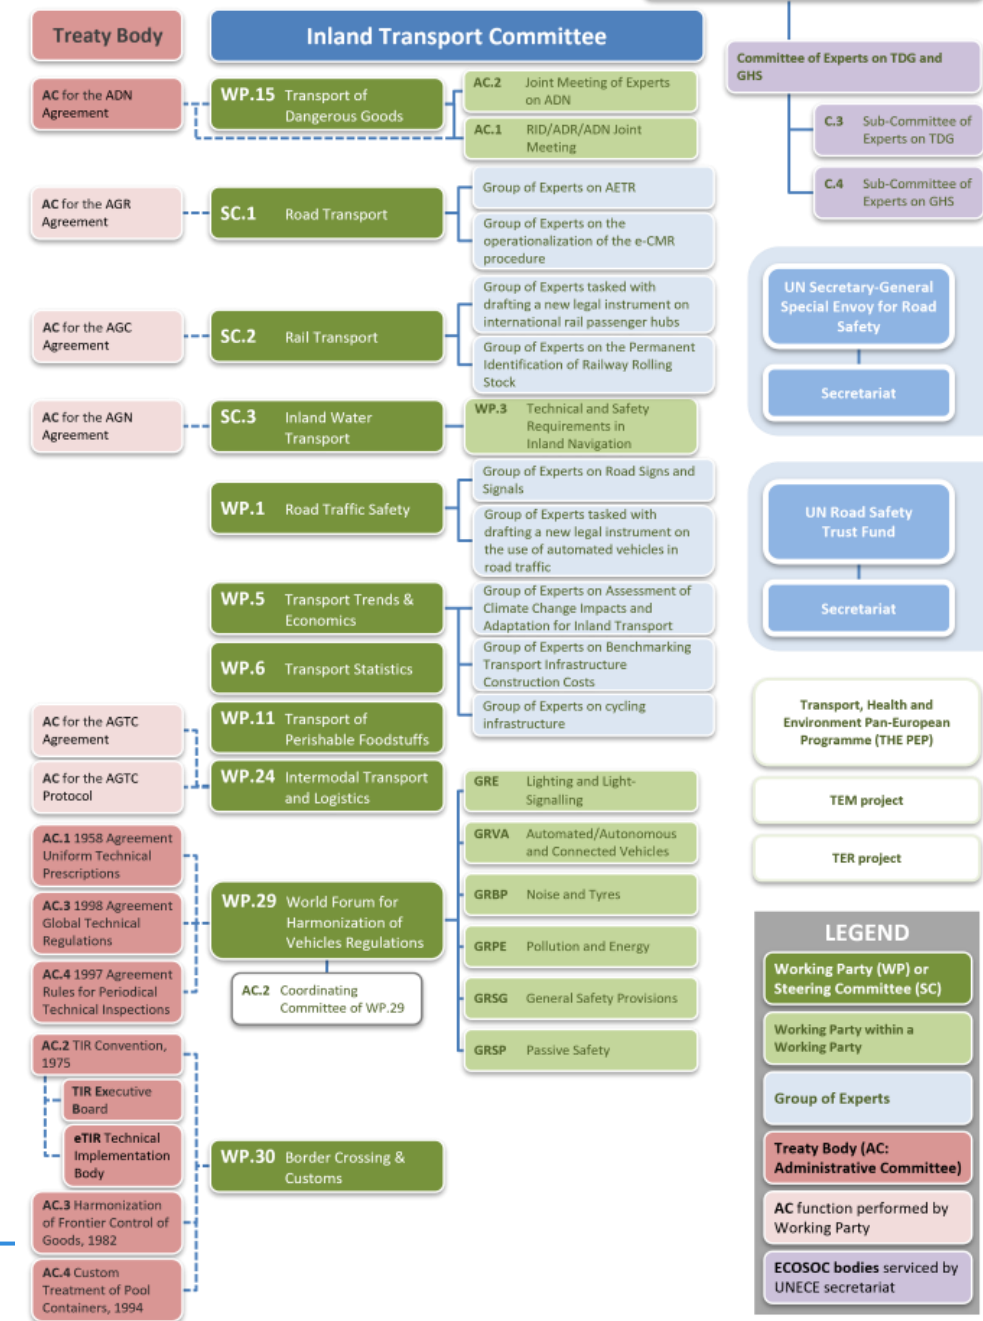 Treaty Body
Inland Transport Committee
AC for the ADN
Agreement
WP.15 Transport of
Dangerous Goods
AC.2 Joint Meeting of Experts
on ADN
AC.1 RID/ADR/ADN Joint
Meeting
AC for the AGR
Agreement
SC.1 Road Transport
Group of Experts on AETR
Group of Experts on the
operationalization of the e-CMR
procedure
AC for the AGC
Agreement
SC.2 Rail Transport
Group of Experts tasked with
drafting a new legal instrument on
international rail passenger hubs
Group of Experts on the Permanent
Identification of Railway Rolling
Stock
AC for the AGN
Agreement
SC.3 Inland Water
Transport
WP.3 Technical and Safety
Requirements in
Inland Navigation
WP.1 Road Traffic Safety
Group of Experts on Road Signs and
Signals
Group of Experts tasked with
drafting a new legal instrument on
the use of automated vehicles in
road traffic
WP.5 Transport Trends &
Economics
Group of Experts on Assessment of
Climate Change Impacts and
Adaptation for Inland Transport
WP.6 Transport Statistics
Group of Experts on Benchmarking
Transport Infrastructure
Construction Costs
WP.11 Transport of
Perishable Foodstuffs
Group of Experts on cycling
infrastructure
AC for the AGTC
Agreement
AC for the AGTC
Protocol
WP.24 Intermodal Transport
and Logistics
AC.1 1958 Agreement
Uniform Technical
Prescriptions
AC.3 1998 Agreement
Global Technical
Regulations
AC.4 1997 Agreement
Rules for Periodical
Technical Inspections
WP.29 World Forum for
Harmonization of
Vehicles Regulations
AC.2 Coordinating
Committee of WP.29
GRE Lighting and Light-
Signalling
GRVA Automated/Autonomous
and Connected Vehicles
GRBP Noise and Tyres
GRPE Pollution and Energy
GRSG General Safety Provisions
GRSP Passive Safety
AC.2 TIR Convention,
1975
TIR Executive
Board
eTIR Technical
Implementation
Body
AC.3 Harmonization
of Frontier Control of
Goods, 1982
AC.4 Custom
Treatment of Pool
Containers, 1994
WP.30 Border Crossing &
Customs
Committee of Experts on TDG and
GHS
C.3 Sub-Committee of
Experts on TDG
C.4 Sub-Committee of
Experts on GHS
UN Secretary-General
Special Envoy for Road
Safety
Secretariat
UN Road Safety
Trust Fund
Secretariat
Transport, Health and
Environment Pan-European
Programme (THE PEP)
TEM project
TER project
LEGEND
Working Party (WP) or
Steering Committee (SC)
Working Party within a
Working Party
Group of Experts
Treaty Body (AC:
Administrative Committee)
AC function performed by
Working Party
ECOSOC bodies serviced by
UNECE secretariat